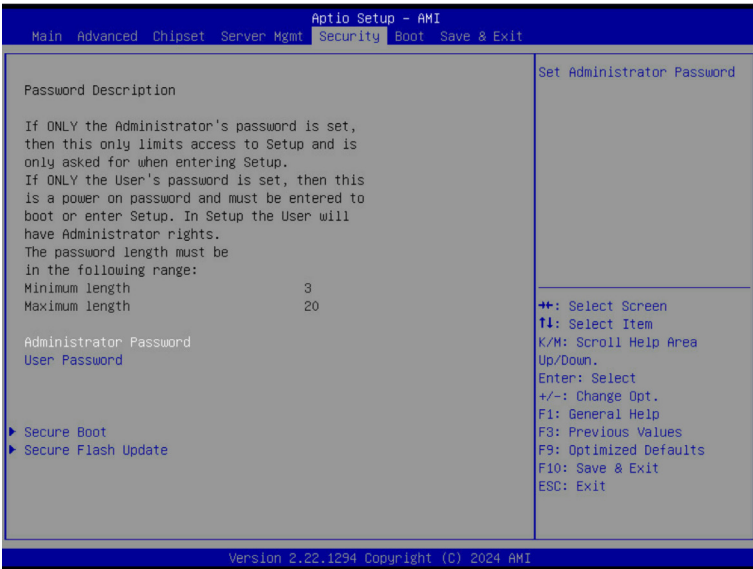 Aptio Setup - AMI
Main Advanced Chipset Server Mgmt Security Boot Save & Exit
Password Description
If ONLY the Administrator's password is set,
then this only limits access to Setup and is
only asked for when entering Setup.
If ONLY the User's password is set, then this
is a power on password and must be entered to
boot or enter Setup. In Setup the User will
have Administrator rights.
The password length must be
in the following range:
Minimum length 3
Maximum length 20
Administrator Password
User Password
Secure Boot
Secure Flash Update
Set Administrator Password
→←: Select Screen
↑↓: Select Item
K/M: Scroll Help Area
Up/Down.
Enter: Select
+/-: Change Opt.
F1: General Help
F3: Previous Values
F9: Optimized Defaults
F10: Save & Exit
ESC: Exit
Version 2.22.1294 Copyright (C) 2024 AMI